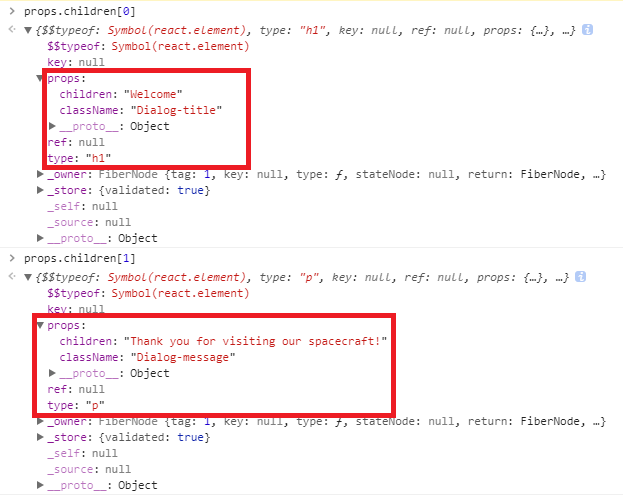 > props.children[0]
<· ▼{$$typeof: Symbol(react.element), type: "h1", key: null, ref: null, props: {…}, …} i
$$typeof: Symbol(react.element)
key: null
▼props:
children: "Welcome"
className: "Dialog-title"
▶__proto__: Object
ref: null
type: "h1"
▶_owner: FiberNode {tag: 1, key: null, type: ƒ, stateNode: null, return: FiberNode, …}
▶_store: {validated: true}
_self: null
_source: null
▶__proto__: Object
> props.children[1]
<· ▼{$$typeof: Symbol(react.element), type: "p", key: null, ref: null, props: {…}, …} i
$$typeof: Symbol(react.element)
key: null
▼props:
children: "Thank you for visiting our spacecraft!"
className: "Dialog-message"
▶__proto__: Object
ref: null
type: "p"
▶_owner: FiberNode {tag: 1, key: null, type: ƒ, stateNode: null, return: FiberNode, …}
▶_store: {validated: true}
_self: null
_source: null
▶__proto__: Object